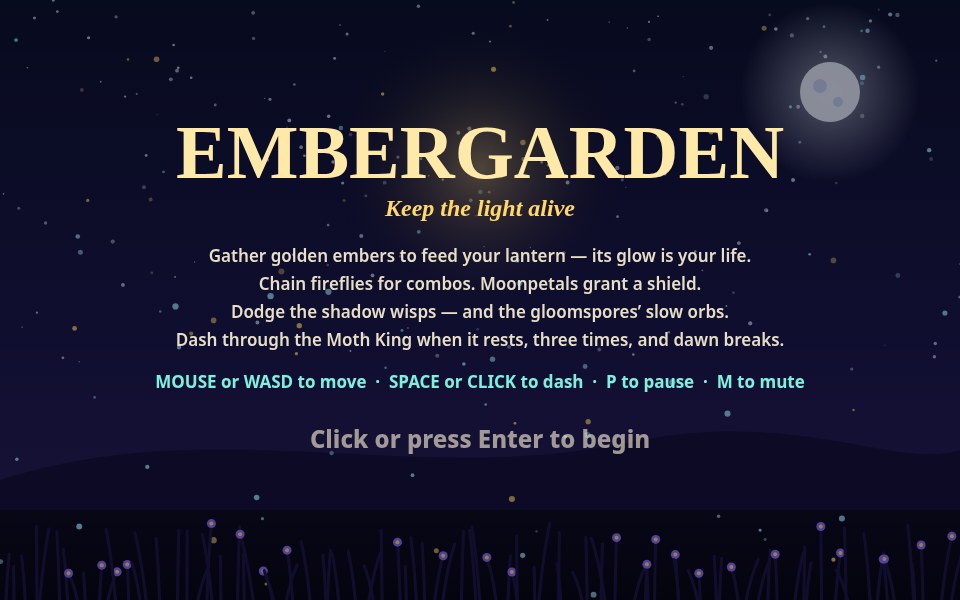 EMBERGARDEN
Keep the light alive
Gather golden embers to feed your lantern — its glow is your life.
Chain fireflies for combos. Moonpetals grant a shield.
Dodge the shadow wisps — and the gloomspores’ slow orbs.
Dash through the Moth King when it rests, three times, and dawn breaks.
MOUSE or WASD to move · SPACE or CLICK to dash · P to pause · M to mute
Click or press Enter to begin